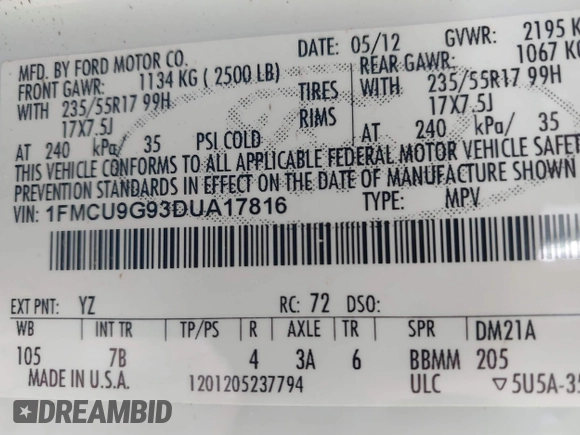 MFD. BY FORD MOTOR CO.
DATE: 05/12
GVWR: 2195 K
FRONT GAWR: 1134 KG ( 2500 LB)
REAR GAWR: 1067 KG
WITH 235/55R17 99H
TIRES
WITH 235/55R17 99H
17X7.5J
RIMS
17X7.5J
AT 240 kPa/ 35 PSI COLD
AT 240 kPa/ 35
THIS VEHICLE CONFORMS TO ALL APPLICABLE FEDERAL MOTOR VEHICLE SAFET
PREVENTION STANDARDS IN EFFECT ON THE DATE OF MANUFACTURE SHOWN
VIN: 1FMCU9G93DUA17816
TYPE: MPV
EXT PNT: YZ
RC: 72 DSO:
WB INT TR TP/PS R AXLE TR SPR DM21A
105 7B 4 3A 6 BBMM 205
MADE IN U.S.A. 1201205237794 ULC ▽5U5A-35
DREAMBID